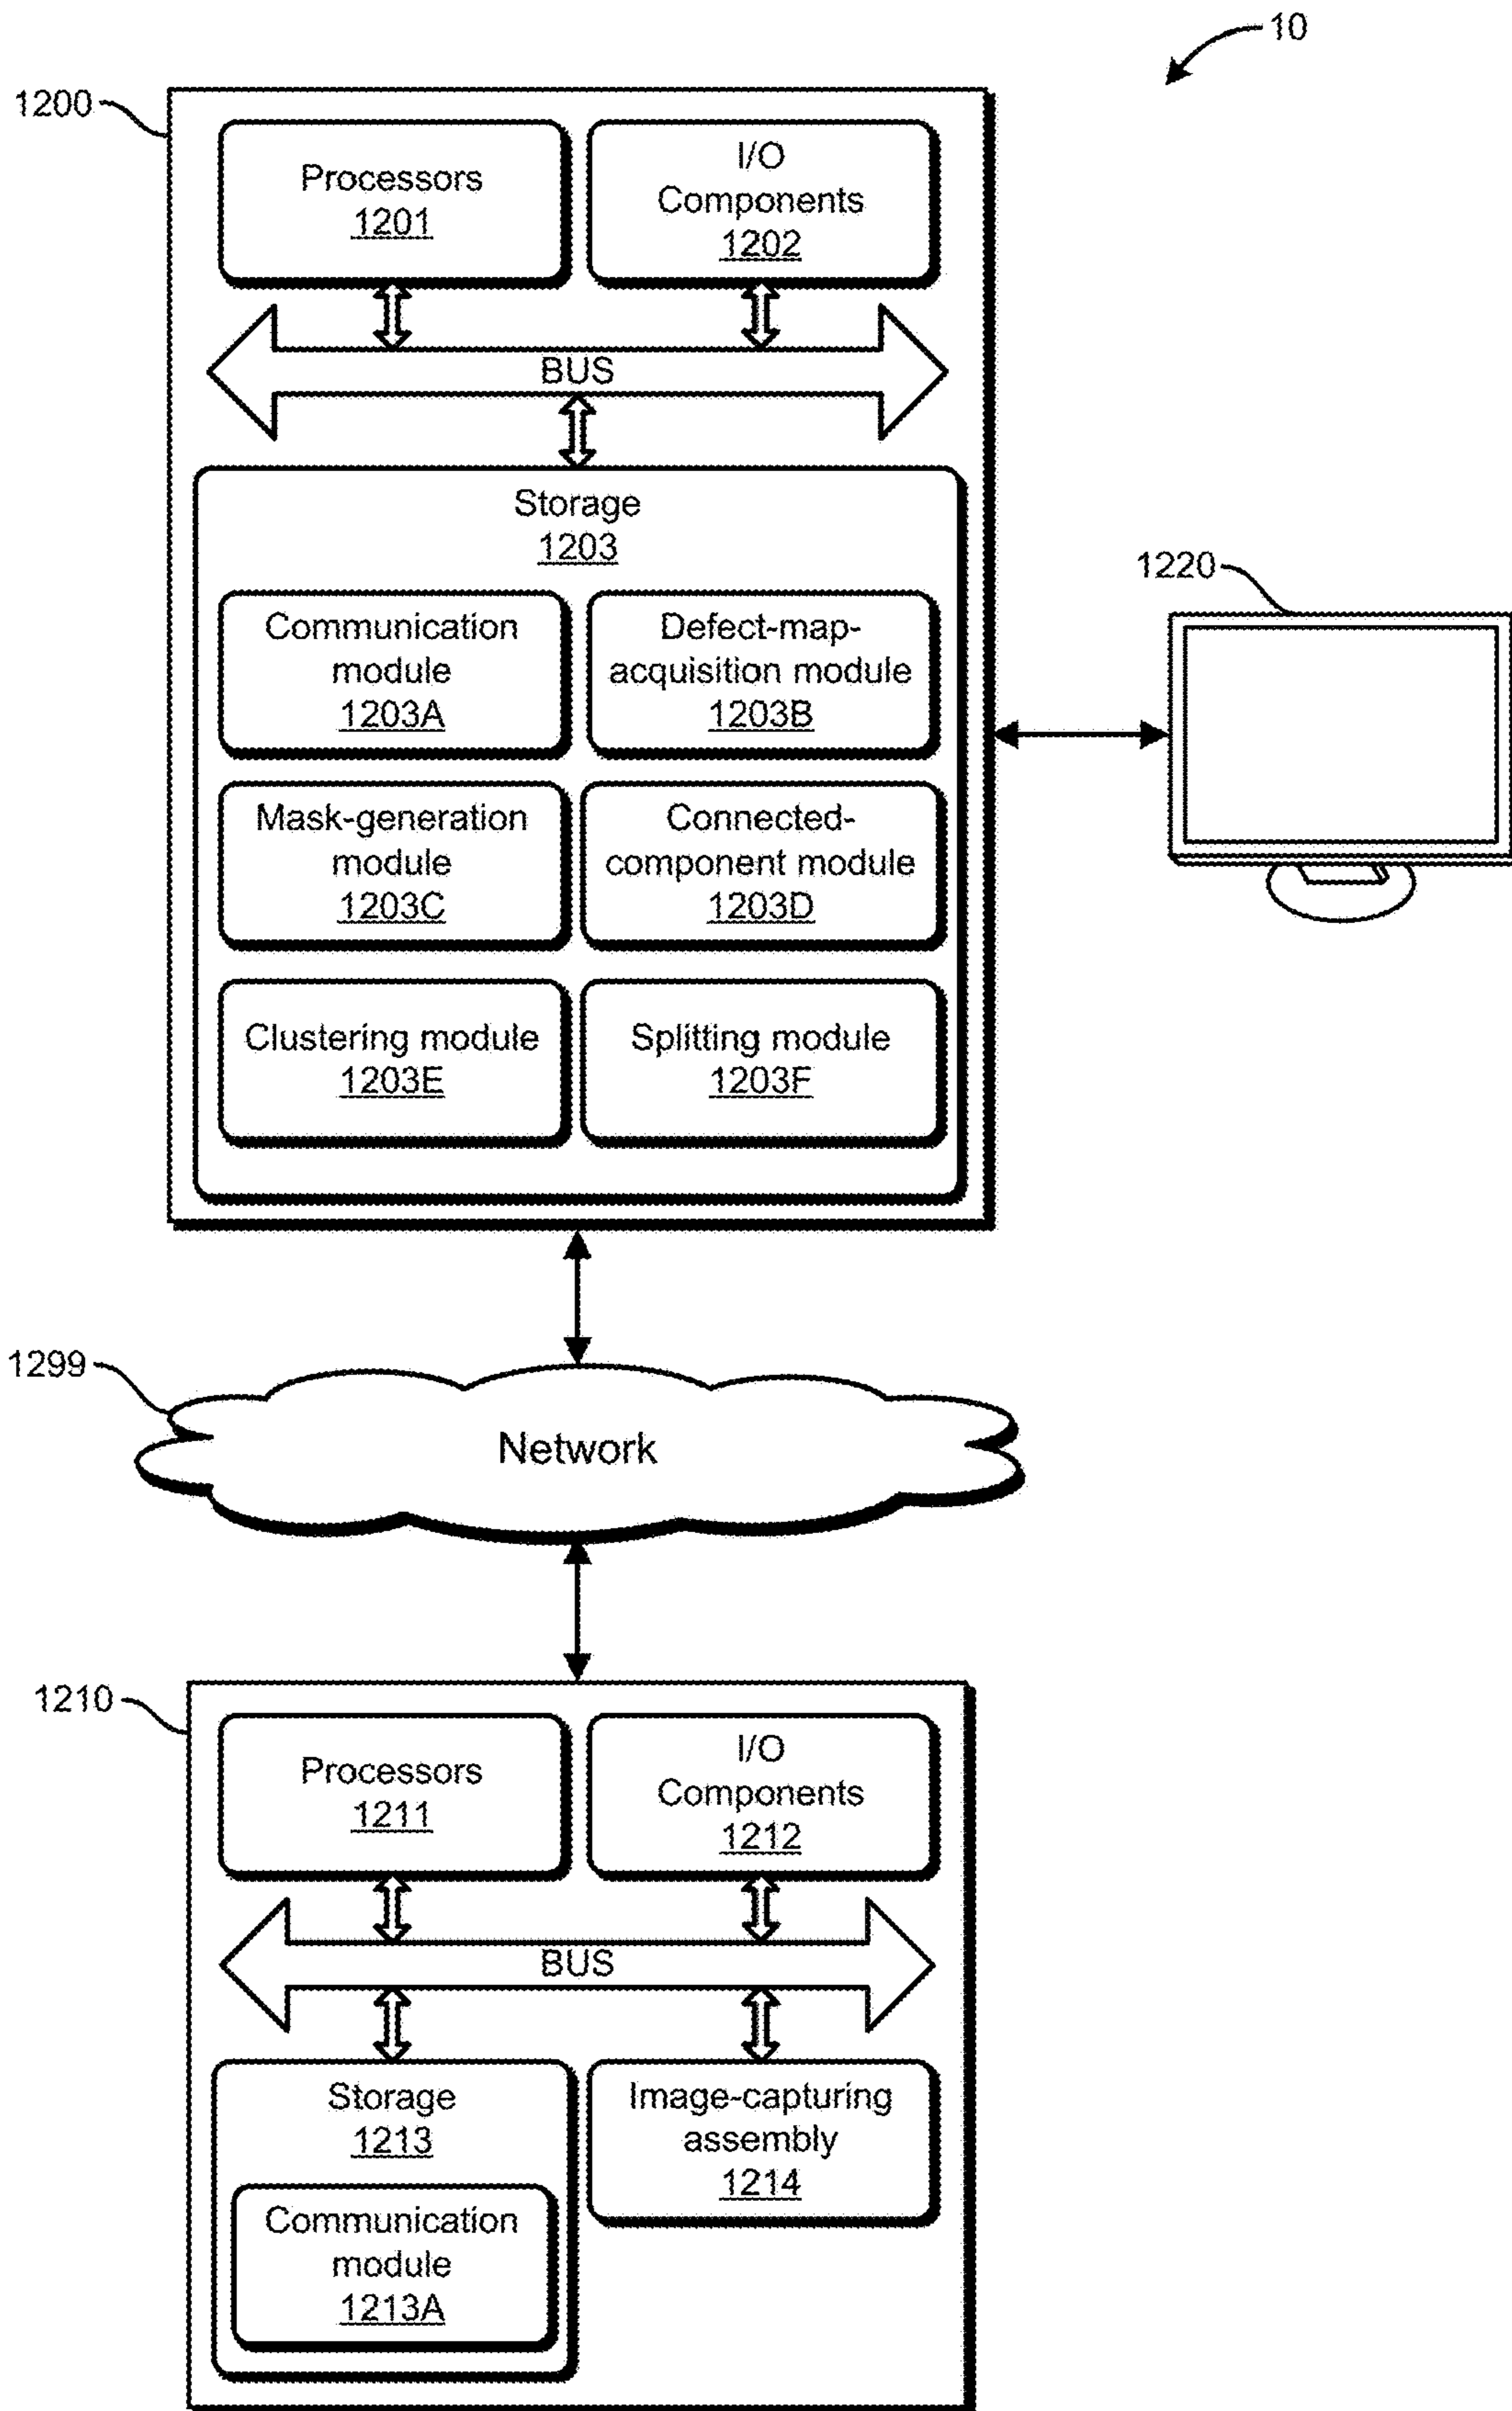 10
1200
Processors
1201
I/O
Components
1202
BUS
Storage
1203
Communication
module
1203A
Defect-map-
acquisition module
1203B
Mask-generation
module
1203C
Connected-
component module
1203D
Clustering module
1203E
Splitting module
1203F
1220
1299
Network
1210
Processors
1211
I/O
Components
1212
BUS
Storage
1213
Communication
module
1213A
Image-capturing
assembly
1214